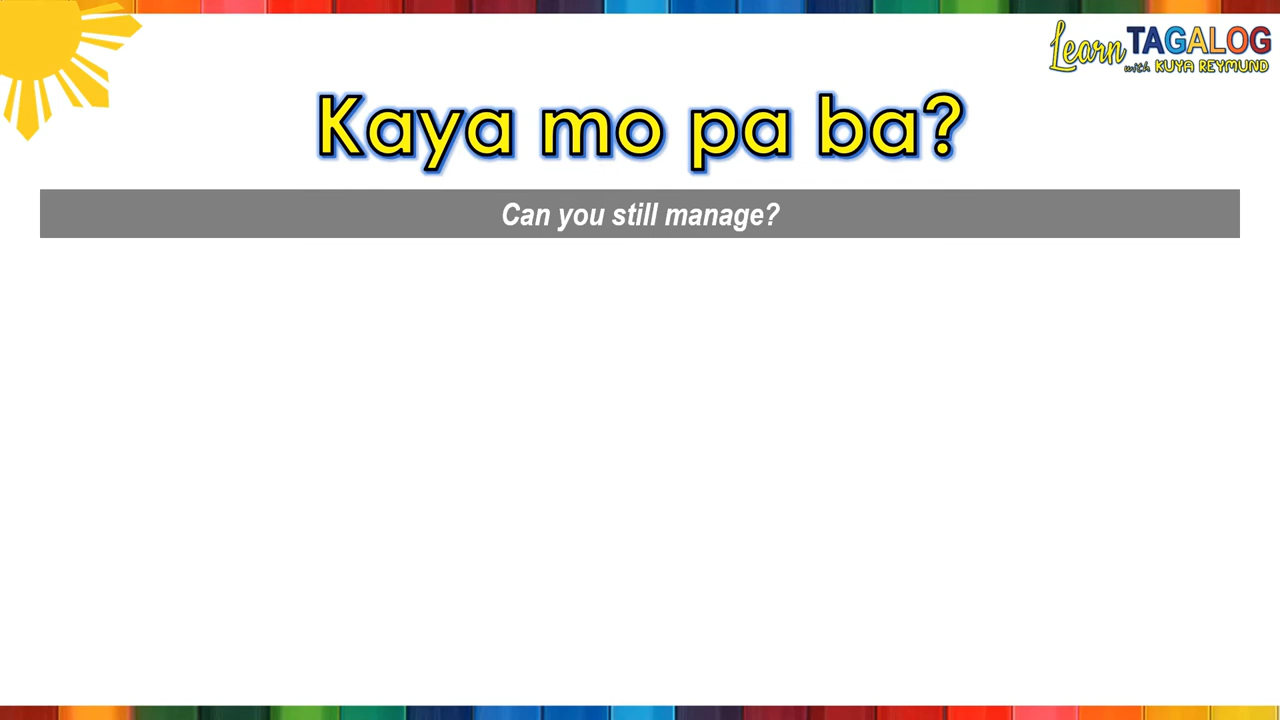 Learn TAGALOG
with KUYA REYMUND
Kaya mo pa ba?
Can you still manage?